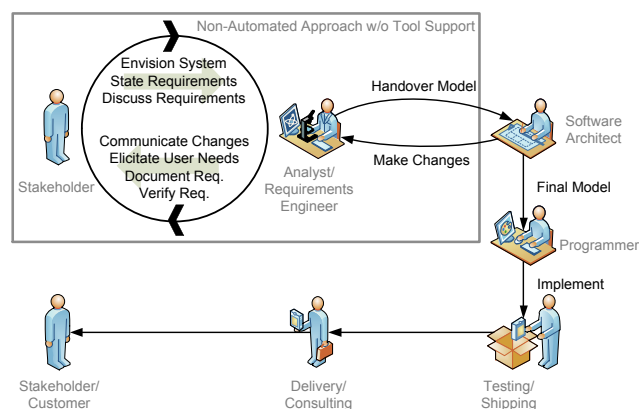 Non-Automated Approach w/o Tool Support
Envision System
State Requirements
Discuss Requirements
Communicate Changes
Elicitate User Needs
Document Req.
Verify Req.
Stakeholder
Analyst/
Requirements
Engineer
Handover Model
Make Changes
Software
Architect
Final Model
Programmer
Implement
Stakeholder/
Customer
Delivery/
Consulting
Testing/
Shipping